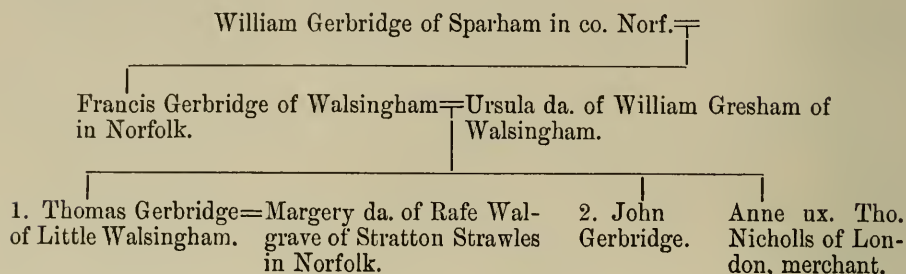 William Gerbridge of Sparham in co. Norf.=
Francis Gerbridge of Walsingham=Ursula da. of William Gresham of
in Norfolk.
Walsingham.
1. Thomas Gerbridge=Margery da. of Rafe Wal-
of Little Walsingham.
grave of Stratton Strawles
in Norfolk.
2. John
Gerbridge.
Anne ux. Tho.
Nicholls of Lon-
don, merchant.